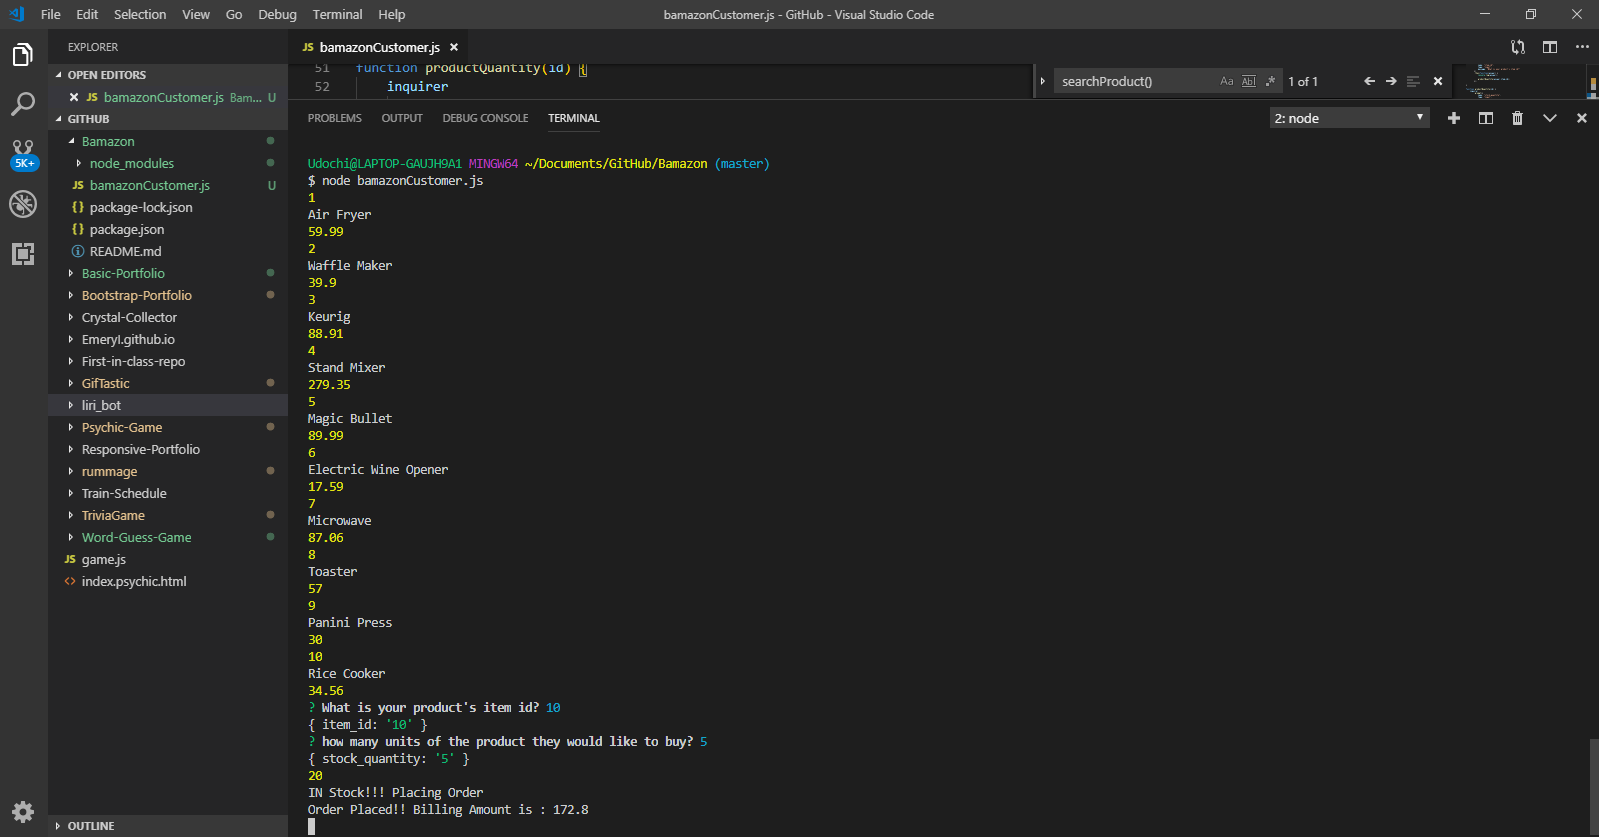 File Edit Selection View Go Debug Terminal Help
bamazonCustomer.js - GitHub - Visual Studio Code
EXPLORER
OPEN EDITORS
JS bamazonCustomer.js Bam... U
GITHUB
Bamazon
node_modules
JS bamazonCustomer.js U
{} package-lock.json
{} package.json
README.md
Basic-Portfolio
Bootstrap-Portfolio
Crystal-Collector
EmeryI.github.io
First-in-class-repo
GifTastic
liri_bot
Psychic-Game
Responsive-Portfolio
rummage
Train-Schedule
TriviaGame
Word-Guess-Game
JS game.js
<> index.psychic.html
OUTLINE
5K+
JS bamazonCustomer.js
51 function productQuantity(id) {
52 inquirer
searchProduct() Aa Abl .* 1 of 1
PROBLEMS OUTPUT DEBUG CONSOLE TERMINAL
2: node
Udochi@LAPTOP-GAUJH9A1 MINGW64 ~/Documents/GitHub/Bamazon (master)
$ node bamazonCustomer.js
1
Air Fryer
59.99
2
Waffle Maker
39.9
3
Keurig
88.91
4
Stand Mixer
279.35
5
Magic Bullet
89.99
6
Electric Wine Opener
17.59
7
Microwave
87.06
8
Toaster
57
9
Panini Press
30
10
Rice Cooker
34.56
? What is your product's item id? 10
{ item_id: '10' }
? how many units of the product they would like to buy? 5
{ stock_quantity: '5' }
20
IN Stock!!! Placing Order
Order Placed!! Billing Amount is : 172.8